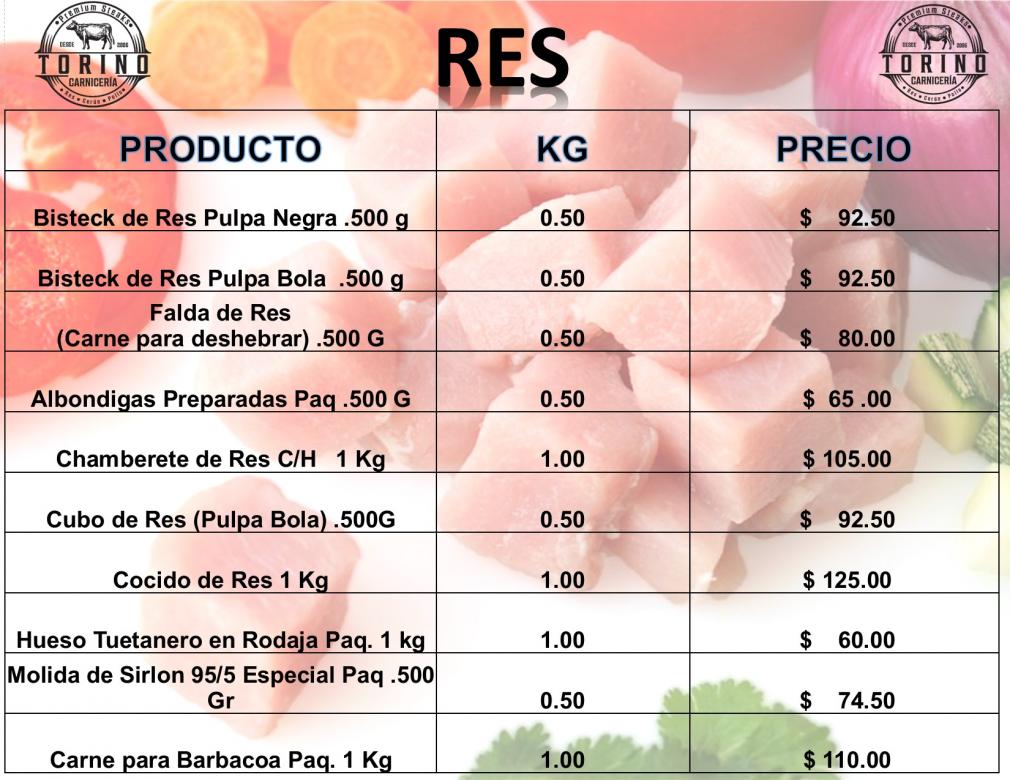 Premium Steaks
DESDE 2006
TORINO
CARNICERÍA
Res • Cerdo • Pollo
RES
Premium Steaks
DESDE 2006
TORINO
CARNICERÍA
Res • Cerdo • Pollo
PRODUCTO KG PRECIO
Bisteck de Res Pulpa Negra .500 g 0.50 $ 92.50
Bisteck de Res Pulpa Bola .500 g 0.50 $ 92.50
Falda de Res
(Carne para deshebrar) .500 G 0.50 $ 80.00
Albondigas Preparadas Paq .500 G 0.50 $ 65 .00
Chamberete de Res C/H 1 Kg 1.00 $ 105.00
Cubo de Res (Pulpa Bola) .500G 0.50 $ 92.50
Cocido de Res 1 Kg 1.00 $ 125.00
Hueso Tuetanero en Rodaja Paq. 1 kg 1.00 $ 60.00
Molida de Sirlon 95/5 Especial Paq .500
Gr 0.50 $ 74.50
Carne para Barbacoa Paq. 1 Kg 1.00 $ 110.00